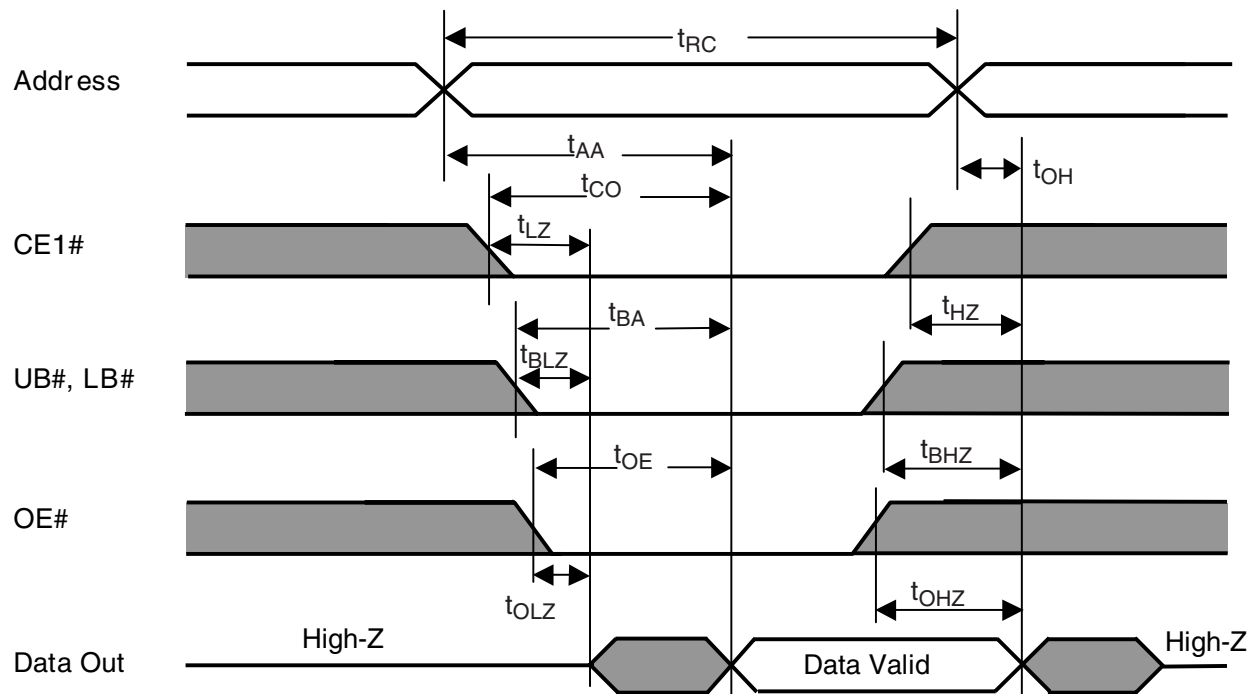 tRC
Address
tAA
tOH
tCO
CE1#
tLZ
tHZ
tBA
tBLZ
UB#, LB#
tOE
tBHZ
OE#
tOLZ
tOHZ
High-Z
High-Z
Data Out
Data Valid